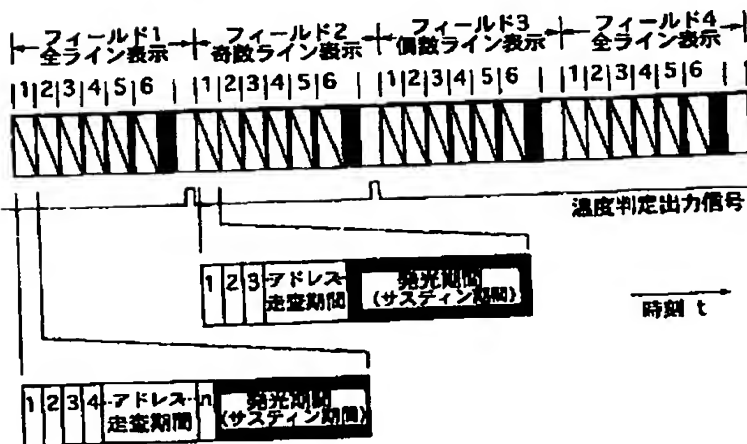 フィールド1 フィールド2 フィールド3 フィールド4
全ライン表示 奇数ライン表示 偶数ライン表示 全ライン表示
1 2 3 4 5 6 1 2 3 4 5 6 1 2 3 4 5 6 1 2 3 4 5 6
温度判定出力信号
1 2 3 アドレス 発光期間
走査期間 (サスティン期間)
時刻 t
1 2 3 4 アドレス n 発光期間
走査期間 (サスティン期間)